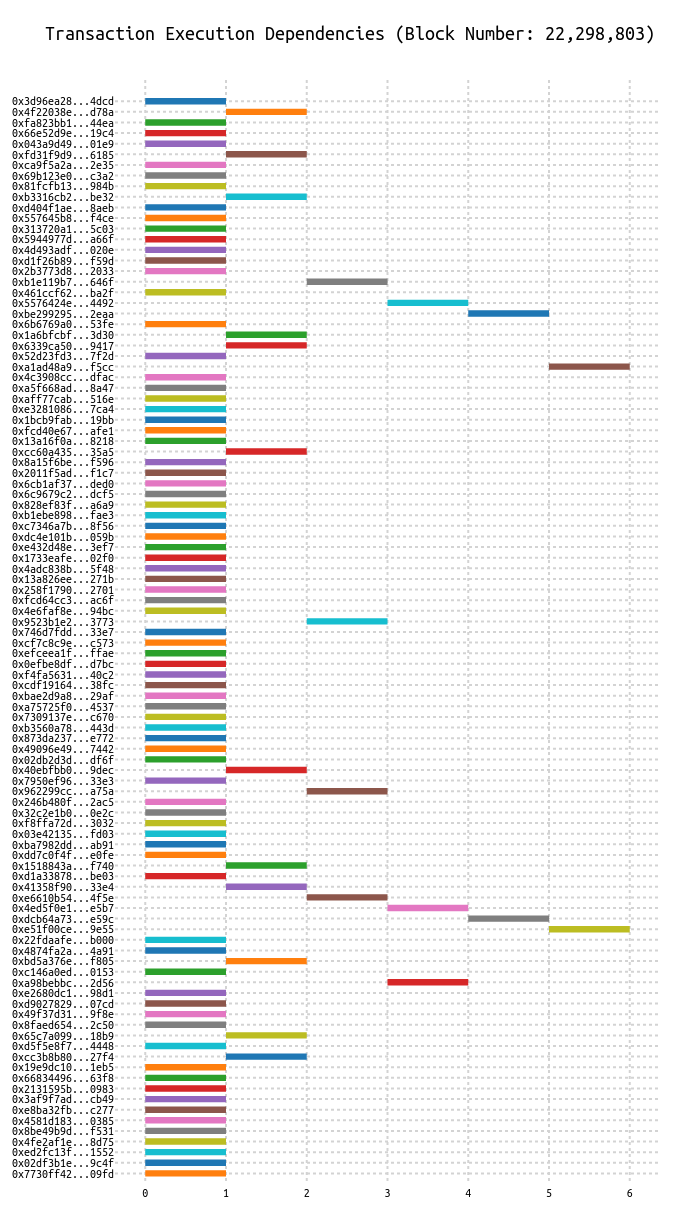 Transaction Execution Dependencies (Block Number: 22,298,803)
0x3d96ea28...4dcd
0x4f22038e...d78a
0xfa823bb1...44ea
0x66e52d9e...19c4
0x043a9d49...01e9
0xfd31f9d9...6185
0xca9f5a2a...2e35
0x69b123e0...c3a2
0x81fcfb13...984b
0xb3316cb2...be32
0xd404f1ae...8aeb
0x557645b8...f4ce
0x313720a1...5c03
0x5944977d...a66f
0x4d493adf...020e
0xd1f26b89...f59d
0x2b3773d8...2033
0xb1e119b7...646f
0x461ccf62...ba2f
0x5576424e...4492
0xbe299295...2eaa
0x6b6769a0...53fe
0x1a6bfcbf...3d30
0x6339ca50...9417
0x52d23fd3...7f2d
0xa1ad48a9...f5cc
0x4c3908cc...dfac
0xa5f668ad...8a47
0xaff77cab...516e
0xe3281086...7ca4
0x1bcb9fab...19bb
0xfcd40e67...afe1
0x13a16f0a...8218
0xcc60a435...35a5
0x8a15f6be...f596
0x2011f5ad...f1c7
0x6cb1af37...ded0
0x6c9679c2...dcf5
0x828ef83f...a6a9
0xb1ebe898...fae3
0xc7346a7b...8f56
0xdc4e101b...059b
0xe432d48e...3ef7
0x1733eafe...02f0
0x4adc838b...5f48
0x13a826ee...271b
0x258f1790...2701
0xfcd64cc3...ac6f
0x4e6faf8e...94bc
0x9523b1e2...3773
0x746d7fdd...33e7
0xcf7c8c9e...c573
0xefceea1f...ffae
0x0efbe8df...d7bc
0xf4fa5631...40c2
0xcdf19164...38fc
0xbae2d9a8...29af
0xa75725f0...4537
0x7309137e...c670
0xb3560a78...443d
0x873da237...e772
0x49096e49...7442
0x02db2d3d...df6f
0x40ebfbb0...9dec
0x7950ef96...33e3
0x962299cc...a75a
0x246b480f...2ac5
0x32c2e1b0...0e2c
0xf8ffa72d...3032
0x03e42135...fd03
0xba7982dd...ab91
0xdd7c0f4f...e0fe
0x1518843a...f740
0xd1a33878...be03
0x41358f90...33e4
0xe6610b54...4f5e
0x4ed5f0e1...e5b7
0xdcb64a73...e59c
0xe51f00ce...9e55
0x22fdaafe...b000
0x4874fa2a...4a91
0xbd5a376e...f805
0xc146a0ed...0153
0xa98bebbc...2d56
0xe2680dc1...98d1
0xd9027829...07cd
0x49f37d31...9f8e
0x8faed654...2c50
0x65c7a099...18b9
0xd5f5e8f7...4448
0xcc3b8b80...27f4
0x19e9dc10...1eb5
0x66834496...63f8
0x2131595b...0983
0x3af9f7ad...cb49
0xe8ba32fb...c277
0x4581d183...0385
0x8be49b9d...f531
0x4fe2af1e...8d75
0xed2fc13f...1552
0x02df3b1e...9c4f
0x7730ff42...09fd
0 1 2 3 4 5 6